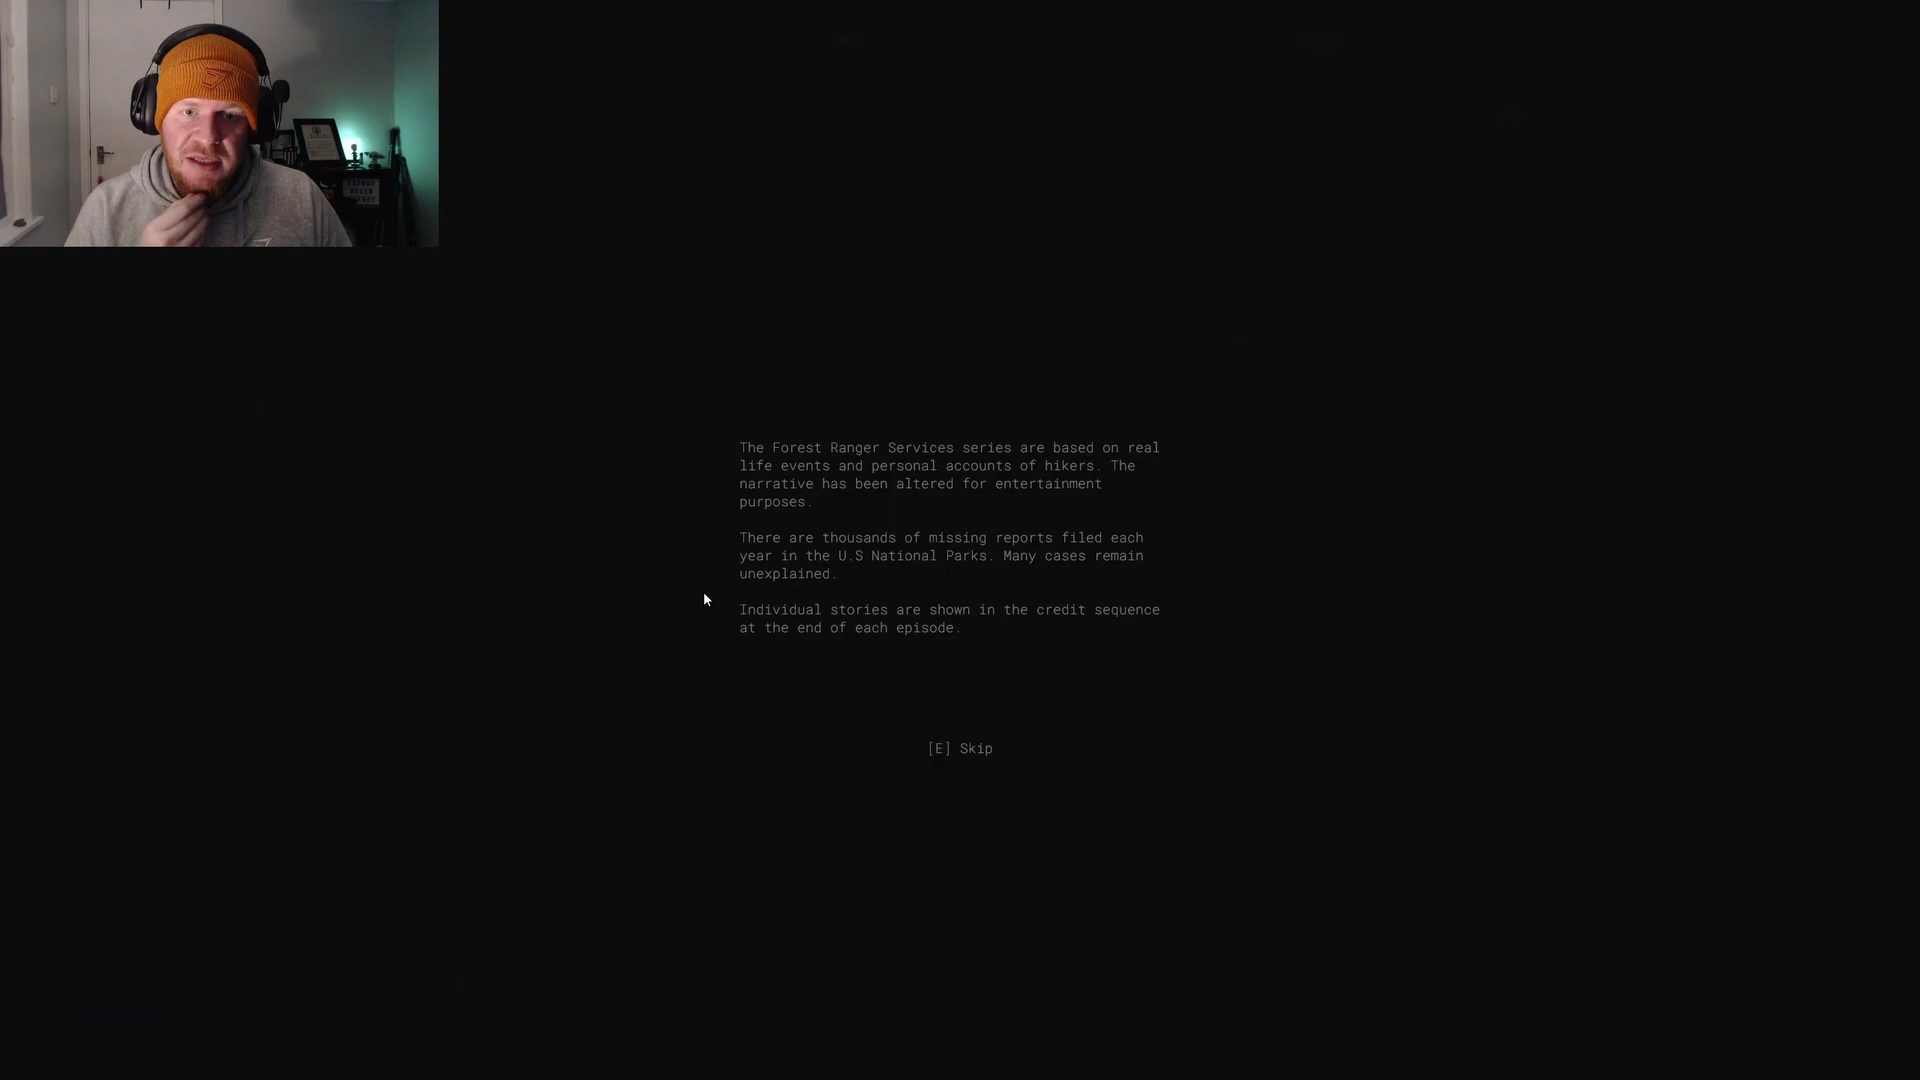 The Forest Ranger Services series are based on real
life events and personal accounts of hikers. The
narrative has been altered for entertainment
purposes.
There are thousands of missing reports filed each
year in the U.S National Parks. Many cases remain
unexplained.
Individual stories are shown in the credit sequence
at the end of each episode.
[E] Skip